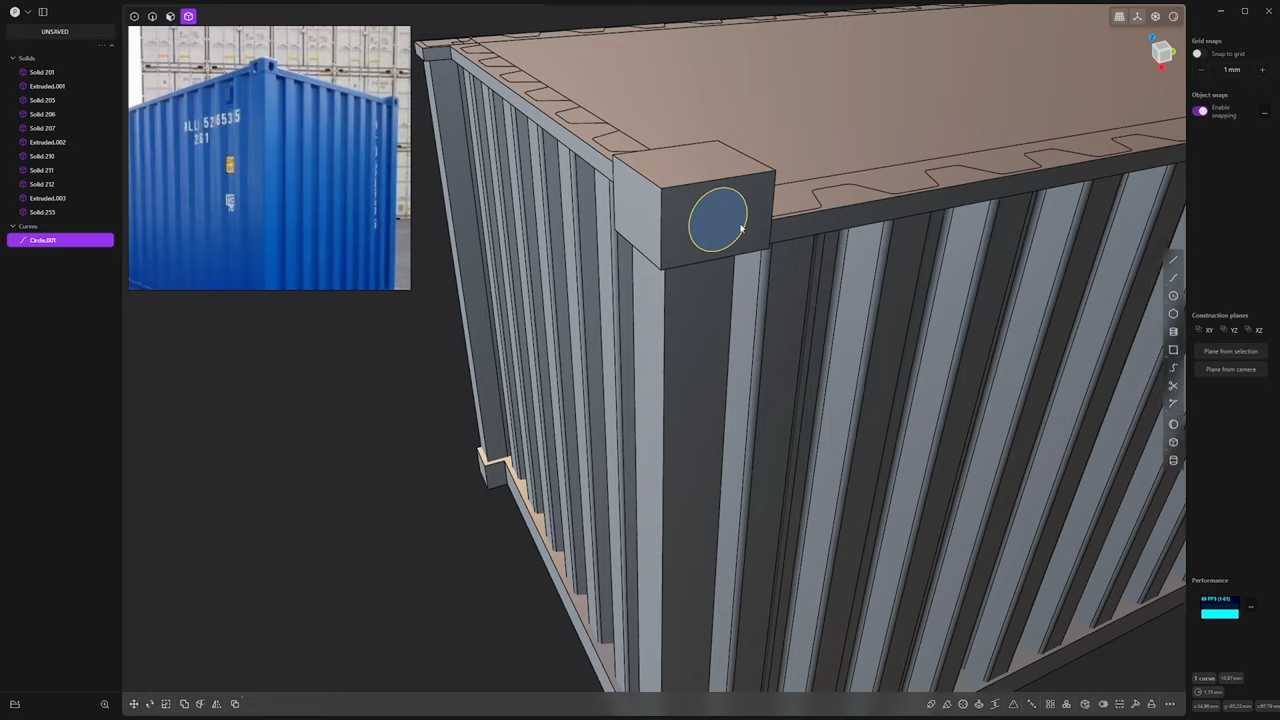 P
UNSAVED
Solids
Solid 201
Extruded.001
Solid 205
Solid 206
Solid 207
Extruded.002
Solid 210
Solid 211
Solid 212
Extruded.003
Solid 255
Curves
Circle.001
Grid snaps
Snap to grid
1 mm
Object snaps
Enable
snapping
Construction planes
XY YZ XZ
Plane from selection
Plane from camera
Performance
1 curve